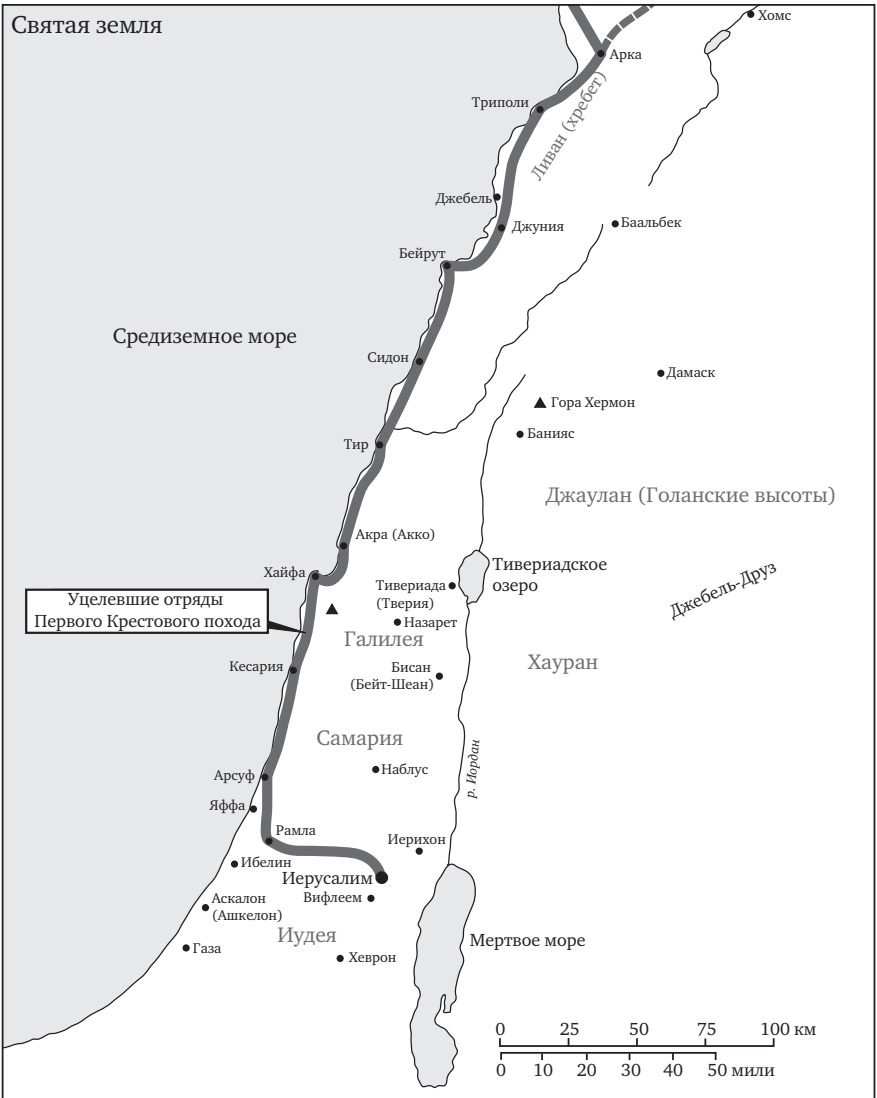 Святая земля
Хомс
Арка
Триполи
Ливан (хребет)
Джебель
Джуния
Баальбек
Бейрут
Средиземное море
Сидон
Дамаск
Гора Хермон
Банияс
Тир
Джаулан (Голанские высоты)
Акра (Акко)
Хайфа
Тивериадское
озеро
Тивериада
(Тверия)
Джебель-Друз
Уцелевшие отряды
Первого Крестового похода
Назарет
Галилея
Кесария
Бисан
(Бейт-Шеан)
Хауран
Самария
р. Иордан
Наблус
Арсуф
Яффа
Рамла
Иерихон
Ибелин
Иерусалим
Вифлеем
Аскалон
(Ашкелон)
Иудея
Мертвое море
Газа
Хеврон
0 25 50 75 100 км
0 10 20 30 40 50 мили